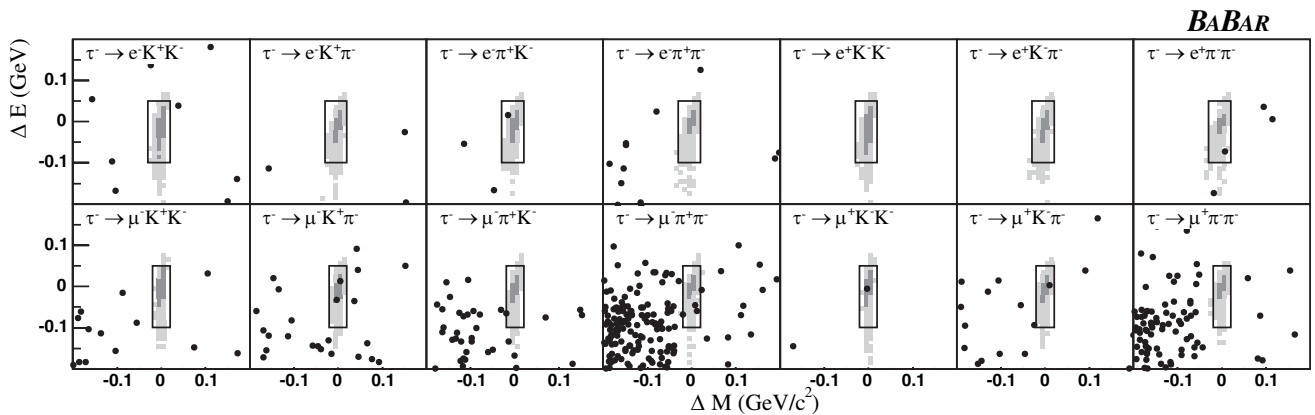 BABAR
τ⁻→e⁻K⁺K⁻ τ⁻→e⁻K⁺π⁻ τ⁻→e⁻π⁺K⁻ τ⁻→e⁻π⁺π⁻ τ⁻→e⁺K⁻K⁻ τ⁻→e⁺K⁻π⁻ τ⁻→e⁺π⁻π⁻
Δ E (GeV)
0.1
0
-0.1
τ⁻→μ⁻K⁺K⁻ τ⁻→μ⁻K⁺π⁻ τ⁻→μ⁻π⁺K⁻ τ⁻→μ⁻π⁺π⁻ τ⁻→μ⁺K⁻K⁻ τ⁻→μ⁺K⁻π⁻ τ⁻→μ⁺π⁻π⁻
0.1
0
-0.1
-0.1 0 0.1 -0.1 0 0.1 -0.1 0 0.1 -0.1 0 0.1 -0.1 0 0.1 -0.1 0 0.1 -0.1 0 0.1
Δ M (GeV/c²)